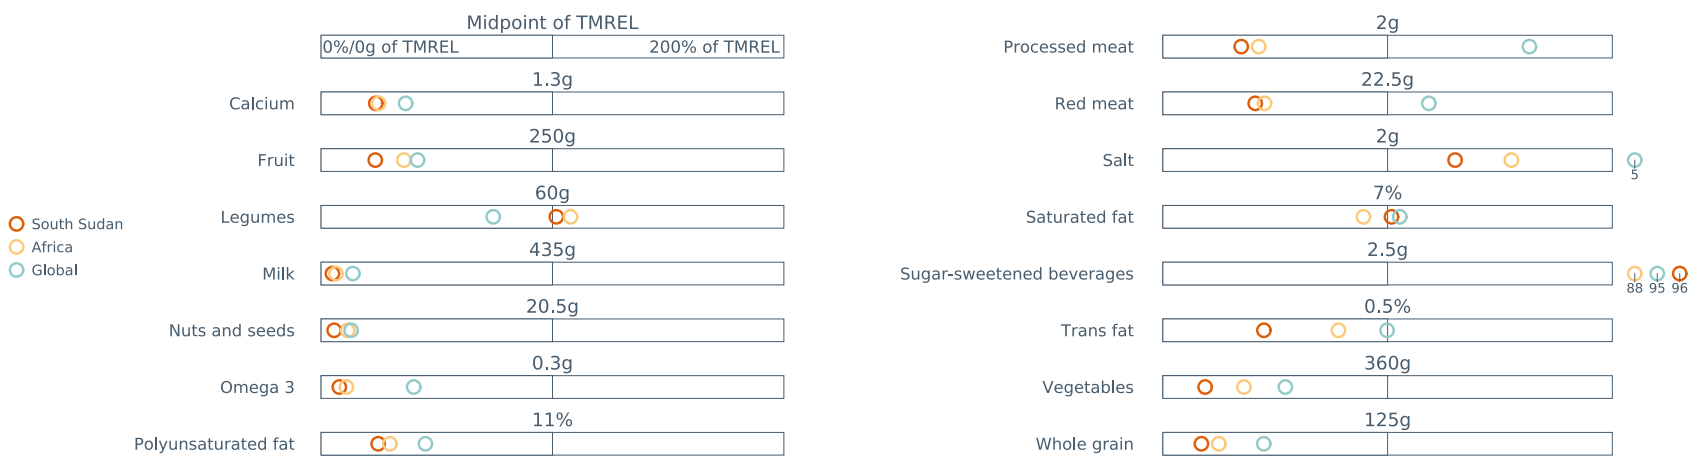 Midpoint of TMREL
0%/0g of TMREL
200% of TMREL
1.3g
Calcium
250g
Fruit
60g
Legumes
435g
Milk
20.5g
Nuts and seeds
0.3g
Omega 3
11%
Polyunsaturated fat
South Sudan
Africa
Global
2g
Processed meat
22.5g
Red meat
2g
Salt
5
7%
Saturated fat
2.5g
Sugar-sweetened beverages
88 95 96
0.5%
Trans fat
360g
Vegetables
125g
Whole grain